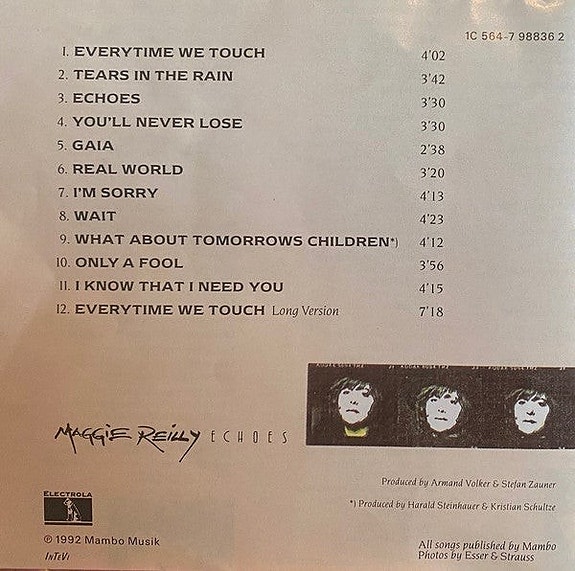 1C 564-7 98836 2
1. EVERYTIME WE TOUCH 4'02
2. TEARS IN THE RAIN 3'42
3. ECHOES 3'30
4. YOU'LL NEVER LOSE 3'30
5. GAIA 2'38
6. REAL WORLD 3'20
7. I'M SORRY 4'13
8. WAIT 4'23
9. WHAT ABOUT TOMORROWS CHILDREN*) 4'12
10. ONLY A FOOL 3'56
11. I KNOW THAT I NEED YOU 4'15
12. EVERYTIME WE TOUCH Long Version 7'18
MAGGIE REILLY ECHOES
Produced by Armand Volker & Stefan Zauner
*) Produced by Harald Steinhauer & Kristian Schultze
ELECTROLA
℗ 1992 Mambo Musik
InTeVi
All songs published by Mambo
Photos by Esser & Strauss